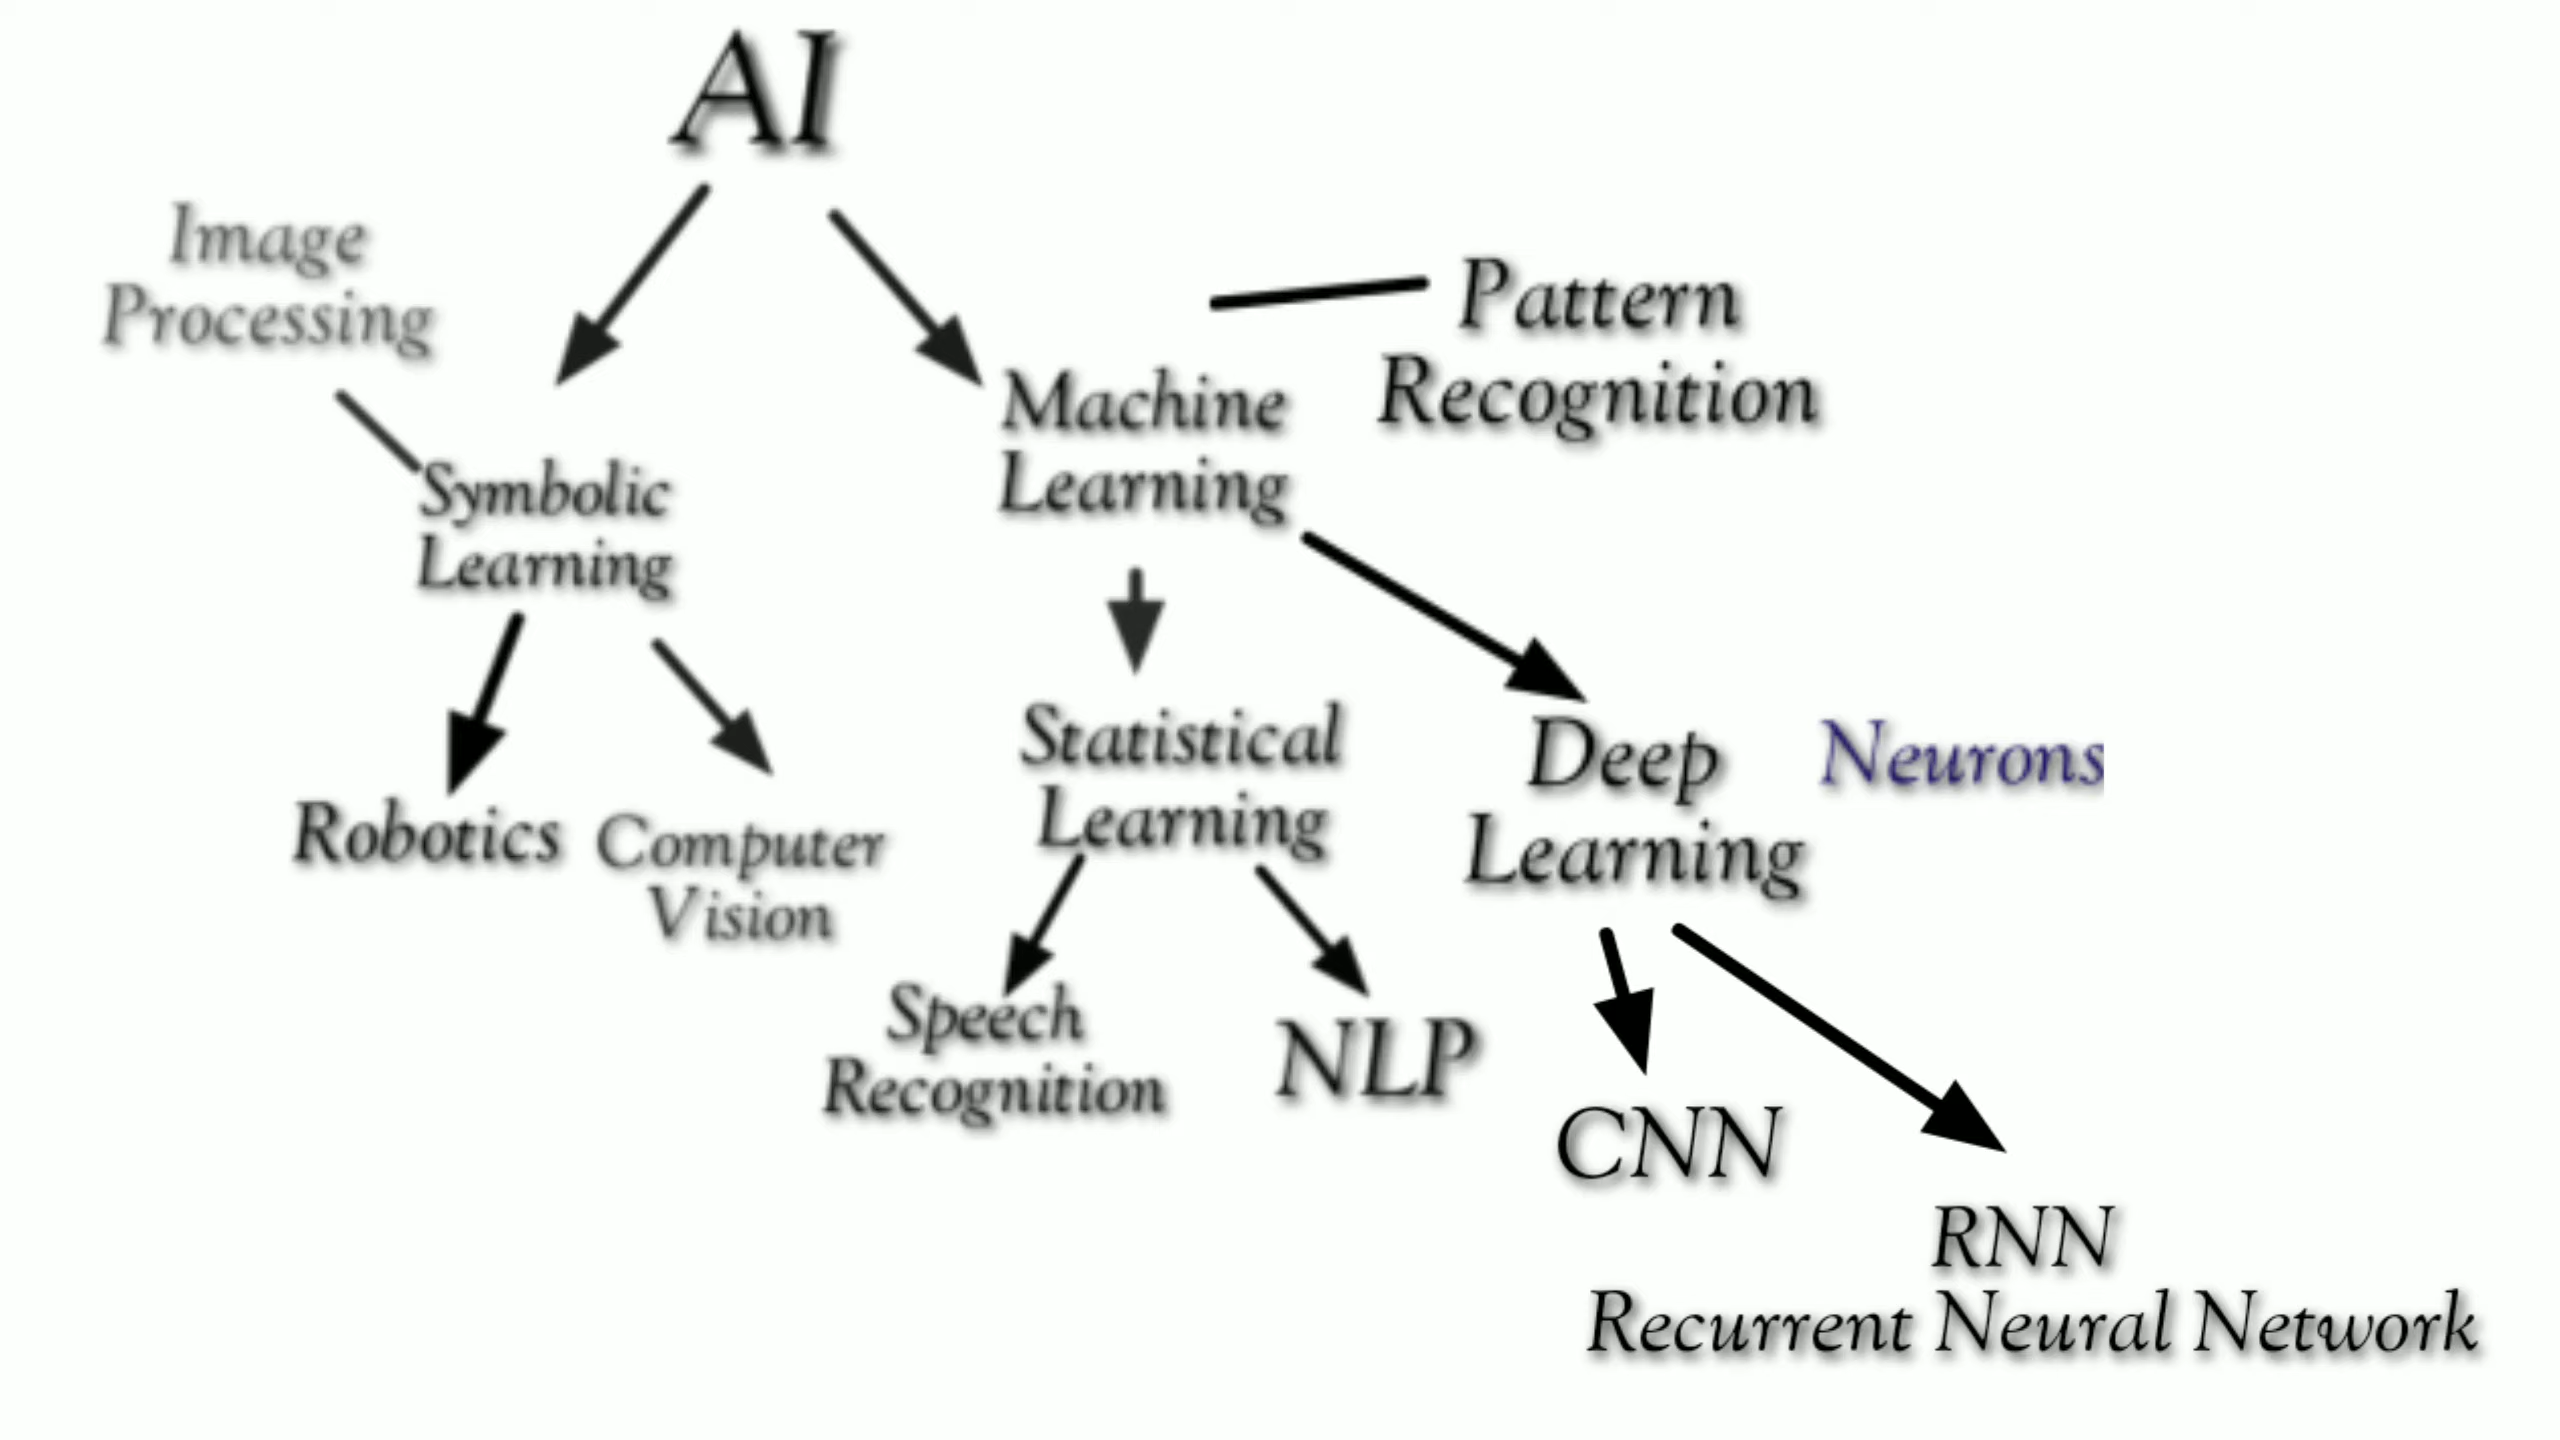 AI
Image
Processing
Pattern
Recognition
Machine
Learning
Symbolic
Learning
Statistical
Learning
Deep
Learning
Neurons
Robotics
Computer
Vision
Speech
Recognition
NLP
CNN
RNN
Recurrent Neural Network